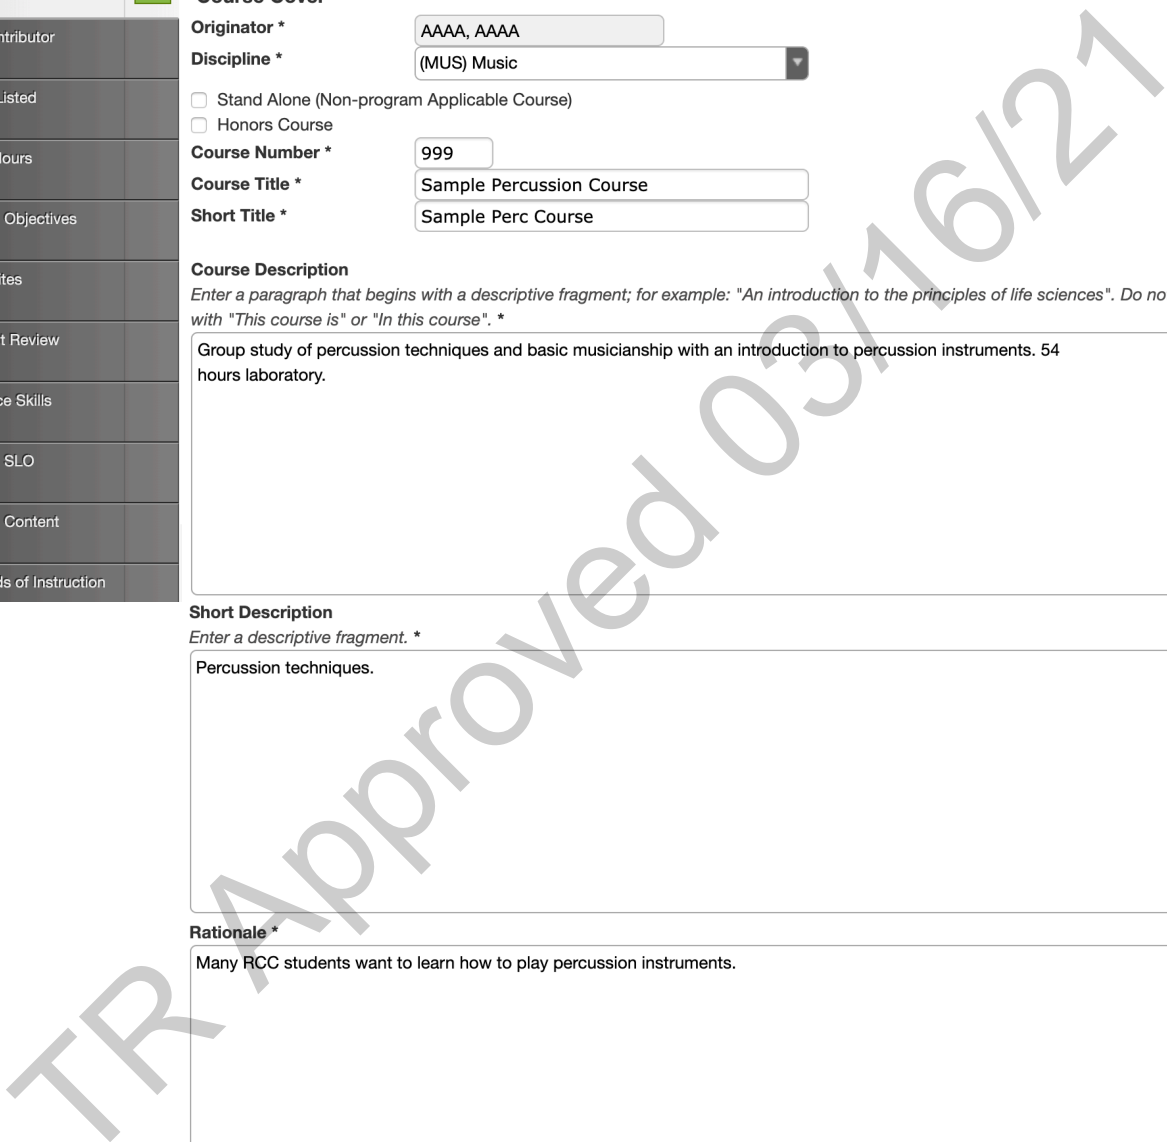 Course Cover
Originator *
AAAA, AAAA
Discipline *
(MUS) Music
Stand Alone (Non-program Applicable Course)
Honors Course
Course Number *
999
Course Title *
Sample Percussion Course
Short Title *
Sample Perc Course
ntributor
Listed
Hours
Objectives
ites
t Review
ce Skills
SLO
Content
ds of Instruction
Course Description
Enter a paragraph that begins with a descriptive fragment; for example: "An introduction to the principles of life sciences". Do no
with "This course is" or "In this course". *
Group study of percussion techniques and basic musicianship with an introduction to percussion instruments. 54
hours laboratory.
Short Description
Enter a descriptive fragment. *
Percussion techniques.
Rationale *
Many RCC students want to learn how to play percussion instruments.
TR Approved 03/16/21